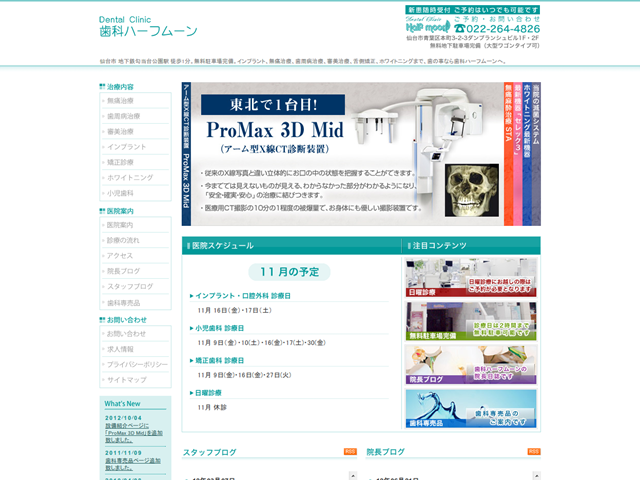 Dental Clinic
歯科ハーフムーン
新患随時受付 ご予約はいつでも可能です
Dental Clinic
Half moon
ご予約・お問い合わせ
☎022-264-4826
仙台市青葉区本町3-2-3ダンブランシュビル1F・2F
無料地下駐車場完備 (大型ワゴンタイプ可)
仙台市 地下鉄勾当台公園駅 徒歩1分。無料駐車場完備。インプラント、無痛治療、歯周病治療、審美治療、舌側矯正、ホワイトニングまで、歯の事なら歯科ハーフムーンへ。
治療内容
無痛治療
歯周病治療
審美治療
インプラント
矯正診療
ホワイトニング
小児歯科
医院案内
医院案内
診療の流れ
アクセス
院長ブログ
スタッフブログ
歯科専売品
お問い合わせ
お問い合わせ
求人情報
プライバシーポリシー
サイトマップ
What's New
2012/10/04
設備紹介ページに
「ProMax 3D Mid」を追加
致しました。
2011/11/09
歯科専売品ページ追加
致しました。
アーム型X線CT診断装置 ProMax 3D Mid
東北で1台目!
ProMax 3D Mid
(アーム型X線CT診断装置)
・従来のX線写真と違い立体的にお口の中の状態を把握することができます。
・今までては見えないものが見える、わからなかった部分がわかるようになり、
「安全・確実・安心」の治療に結びつきます。
・医療用CT撮影の10分の1程度の被爆量で、お身体にも優しい撮影装置です。
無痛麻酔治療 STA
最新機器「セレック3」
ホワイトニング最新機器
当院の滅菌システム
医院スケジュール
11月の予定
インプラント・口腔外科 診療日
11月 16日(金)・17日(土)
小児歯科 診療日
11月 9日(金)・10(土)・16(金)・17(土)・30(金)
矯正歯科 診療日
11月 9日(金)・16日(金)・27日(火)
日曜診療
11月 休診
注目コンテンツ
日曜診療にお越しの際は
ご予約が必要となります
日曜診療
診療日は2時間まで
無料駐車可能です
無料駐車場完備
歯科ハーフムーンの
院長日誌です
院長ブログ
歯科専売品の
ご案内です
歯科専売品
スタッフブログ
RSS
院長ブログ
RSS